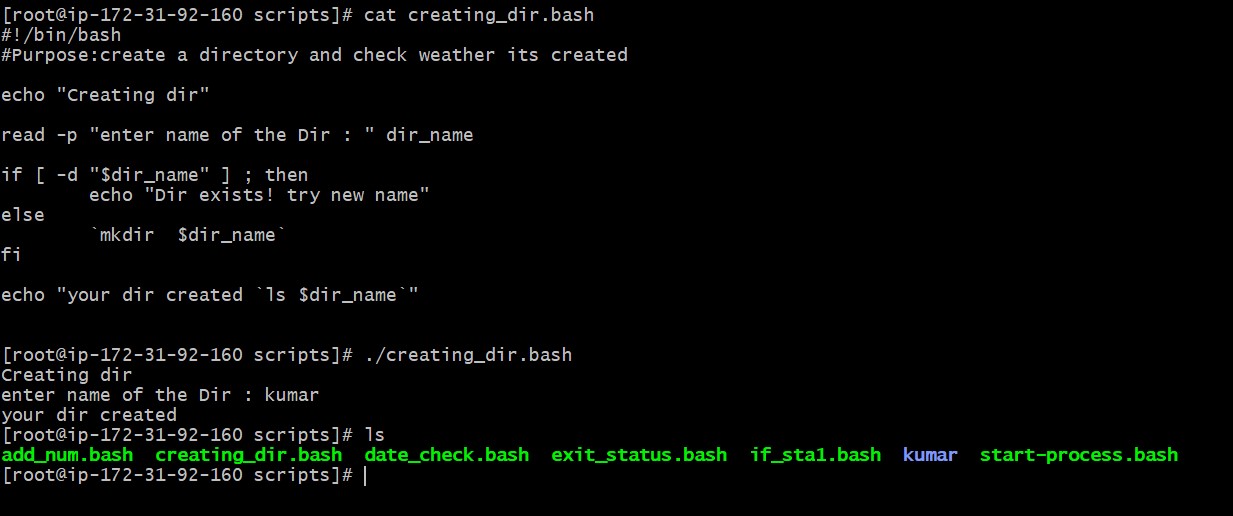 [root@ip-172-31-92-160 scripts]# cat creating_dir.bash
#!/bin/bash
#Purpose:create a directory and check weather its created
echo "Creating dir"
read -p "enter name of the Dir : " dir_name
if [ -d "$dir_name" ] ; then
        echo "Dir exists! try new name"
else
        `mkdir  $dir_name`
fi
echo "your dir created `ls $dir_name`"
[root@ip-172-31-92-160 scripts]# ./creating_dir.bash
Creating dir
enter name of the Dir : kumar
your dir created
[root@ip-172-31-92-160 scripts]# ls
add_num.bash  creating_dir.bash  date_check.bash  exit_status.bash  if_sta1.bash  kumar  start-process.bash
[root@ip-172-31-92-160 scripts]#